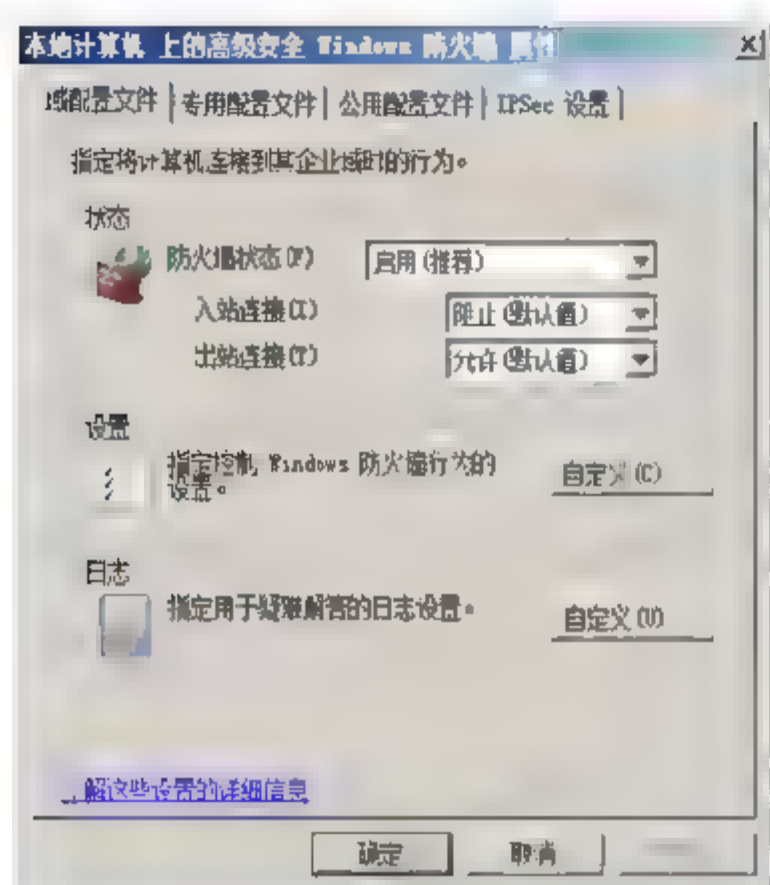 本地计算机 上的高级安全 Windows 防火墙 属性
域配置文件 专用配置文件 公用配置文件 IPSec 设置
指定将计算机连接到其企业域时的行为。
状态
防火墙状态(F) 启用(推荐)
入站连接(I) 阻止(默认值)
出站连接(T) 允许(默认值)
设置
指定控制 Windows 防火墙行为的
设置。
自定义(C)
日志
指定用于疑难解答的日志设置。
自定义
解这些设置的详细信息
确定 取消